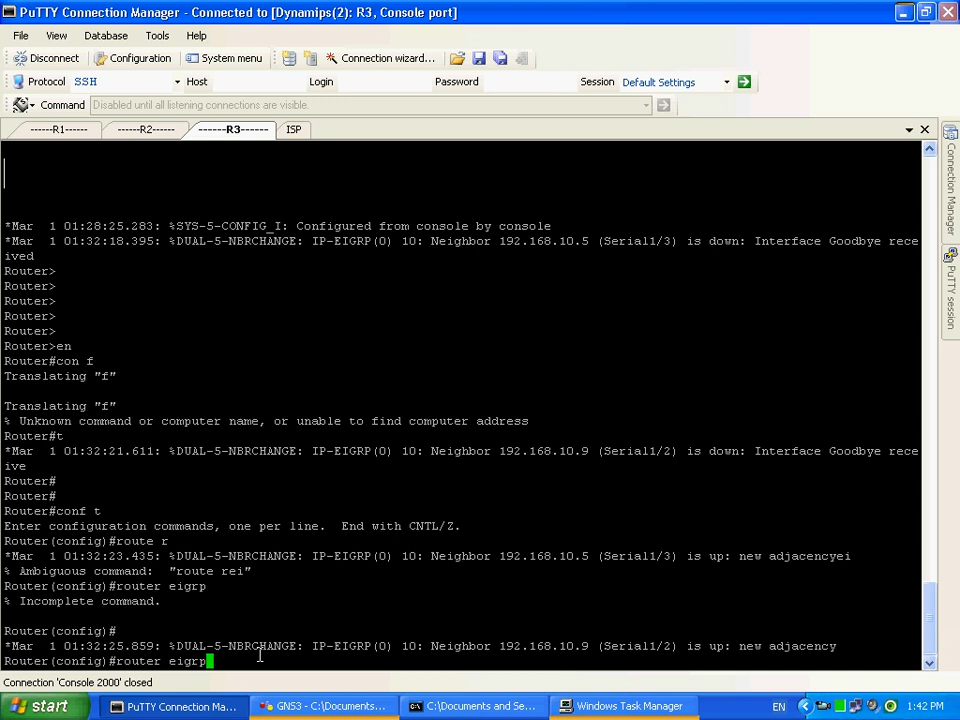 PuTTY Connection Manager - Connected to [Dynamips(2): R3, Console port]
File View Database Tools Help
Disconnect Configuration System menu Connection wizard...
Protocol SSH Host Login Password Session Default Settings
Command Disabled until all listening connections are visible.
------R1------ ------R2------ ------R3------ ISP
Connection Manager
PuTTY session
*Mar  1 01:28:25.283: %SYS-5-CONFIG_I: Configured from console by console
*Mar  1 01:32:18.395: %DUAL-5-NBRCHANGE: IP-EIGRP(0) 10: Neighbor 192.168.10.5 (Serial1/3) is down: Interface Goodbye rece
ived
Router>
Router>
Router>
Router>
Router>
Router>en
Router#con f
Translating "f"
Translating "f"
% Unknown command or computer name, or unable to find computer address
Router#t
*Mar  1 01:32:21.611: %DUAL-5-NBRCHANGE: IP-EIGRP(0) 10: Neighbor 192.168.10.9 (Serial1/2) is down: Interface Goodbye rece
ive
Router#
Router#
Router#conf t
Enter configuration commands, one per line.  End with CNTL/Z.
Router(config)#route r
*Mar  1 01:32:23.435: %DUAL-5-NBRCHANGE: IP-EIGRP(0) 10: Neighbor 192.168.10.5 (Serial1/3) is up: new adjacencyei
% Ambiguous command:  "route rei"
Router(config)#router eigrp
% Incomplete command.
Router(config)#
*Mar  1 01:32:25.859: %DUAL-5-NBRCHANGE: IP-EIGRP(0) 10: Neighbor 192.168.10.9 (Serial1/2) is up: new adjacency
Router(config)#router eigrp
Connection 'Console 2000' closed
start PuTTY Connection Ma... GNS3 - C:\Documents... C:\Documents and Se... Windows Task Manager EN 1:42 PM